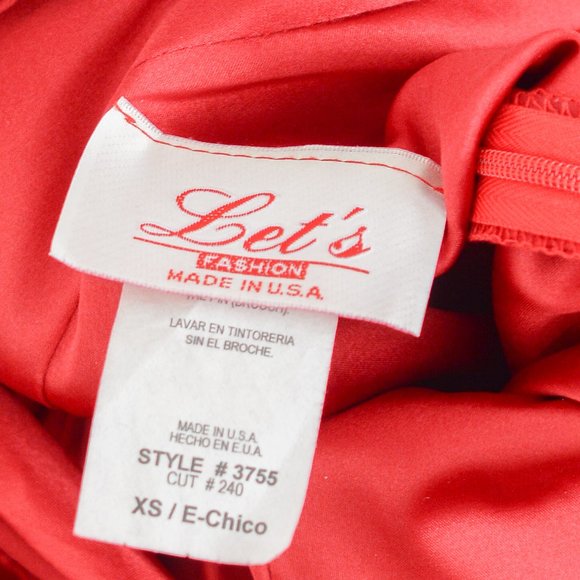 Let's
FASHION
MADE IN U.S.A.
LAVAR EN TINTORERIA
SIN EL BROCHE.
MADE IN U.S.A.
HECHO EN E.U.A.
STYLE # 3755
CUT # 240
XS / E-Chico